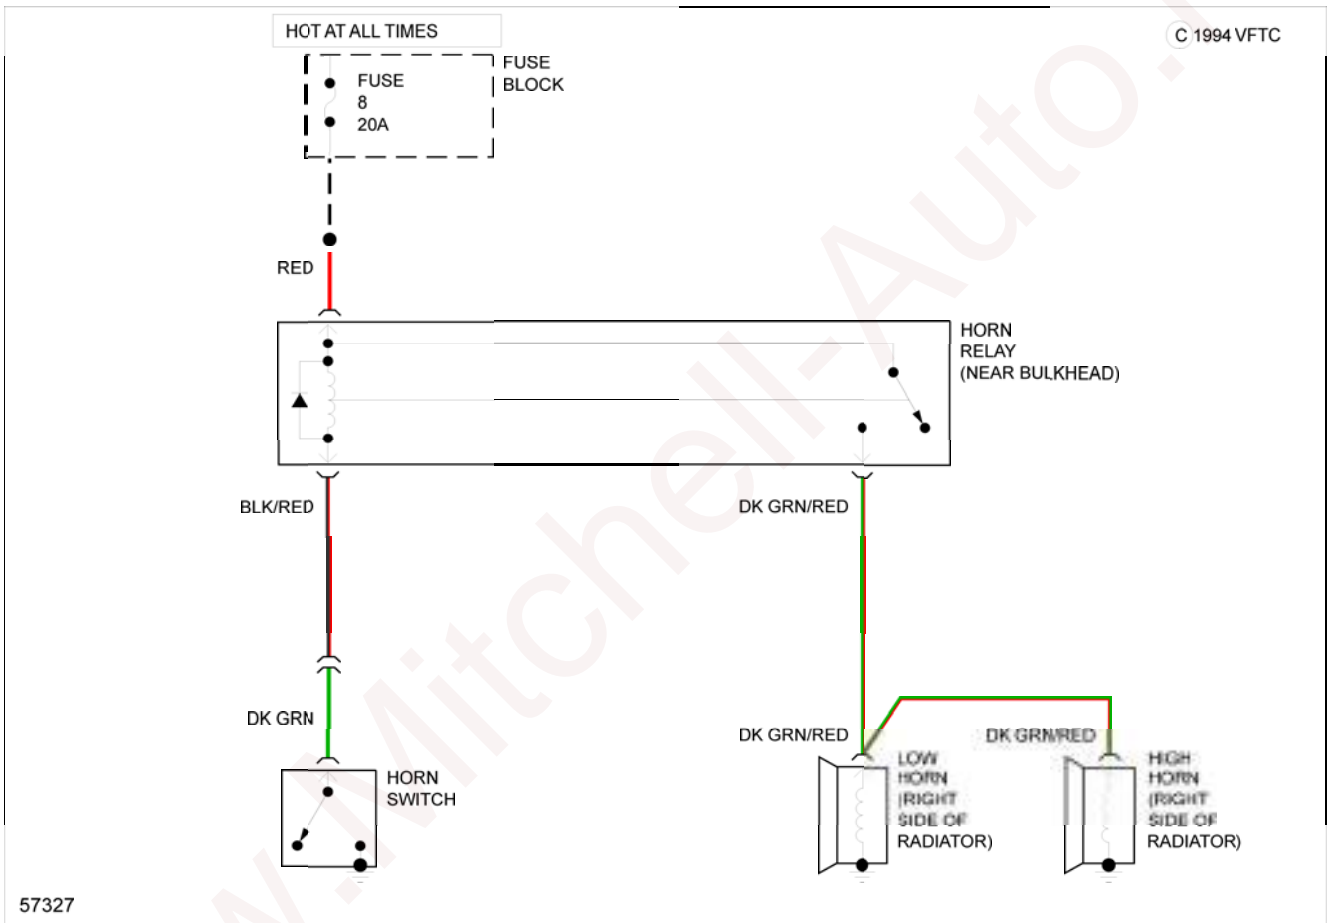 HOT AT ALL TIMES
C 1994 VFTC
FUSE
BLOCK
FUSE
8
20A
RED
HORN
RELAY
(NEAR BULKHEAD)
BLK/RED
DK GRN/RED
DK GRN
DK GRN/RED
DK GRN/RED
HORN
SWITCH
LOW
HORN
(RIGHT
SIDE OF
RADIATOR)
HIGH
HORN
(RIGHT
SIDE OF
RADIATOR)
57327
w.Mitchell-Auto.